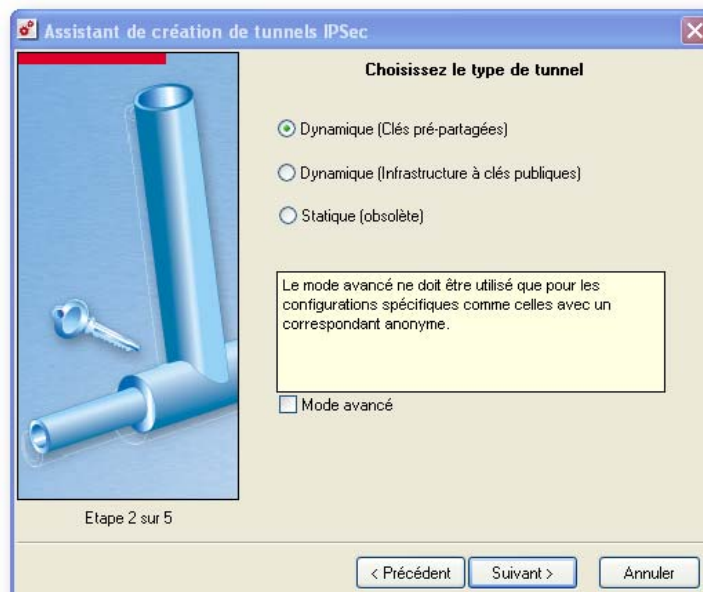 Assistant de création de tunnels IPSec
Choisissez le type de tunnel
Dynamique (Clés pré-partagées)
Dynamique (Infrastructure à clés publiques)
Statique (obsolète)
Le mode avancé ne doit être utilisé que pour les
configurations spécifiques comme celles avec un
correspondant anonyme.
Mode avancé
Etape 2 sur 5
< Précédent
Suivant >
Annuler